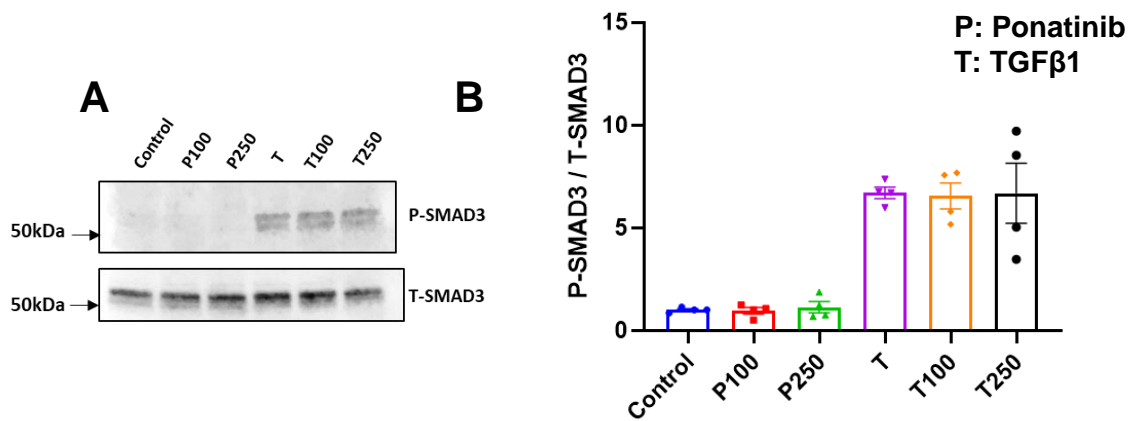 A
Control
P100
P250
T
T100
T250
50kDa
P-SMAD3
50kDa
T-SMAD3
B
P: Ponatinib
T: TGFβ1
P-SMAD3 / T-SMAD3
15
10
5
0
Control
P100
P250
T
T100
T250